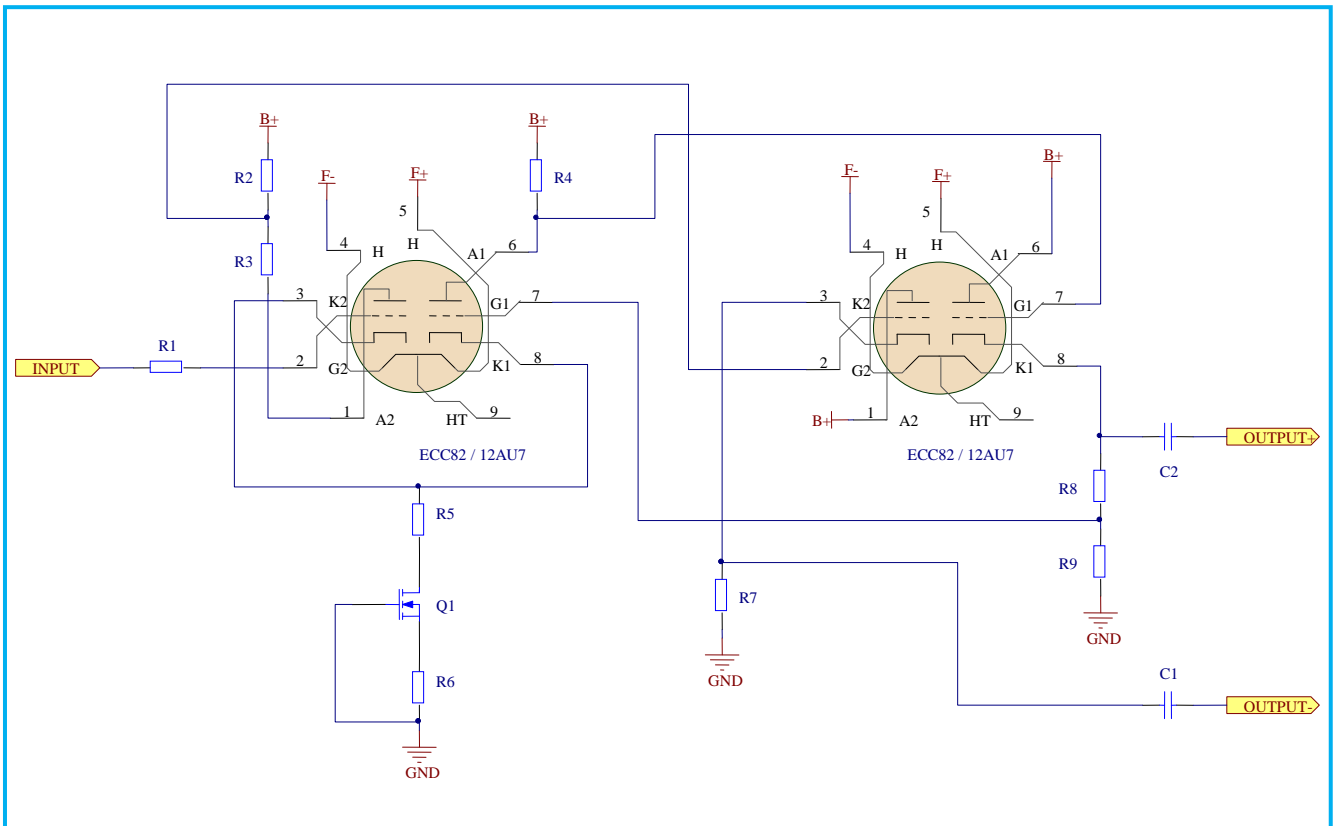 B+
B+
R2
F-
F+
R4
F-
F+
B+
5
5
4
H
H
A1
6
4
H
H
A1
6
R3
3
K2
G1
7
3
K2
G1
7
R1
INPUT
2
G2
K1
8
2
G2
K1
8
1
A2
HT
9
B+
1
A2
HT
9
OUTPUT+
ECC82 / 12AU7
ECC82 / 12AU7
C2
R8
R5
R9
R7
Q1
GND
R6
GND
C1
OUTPUT-
GND